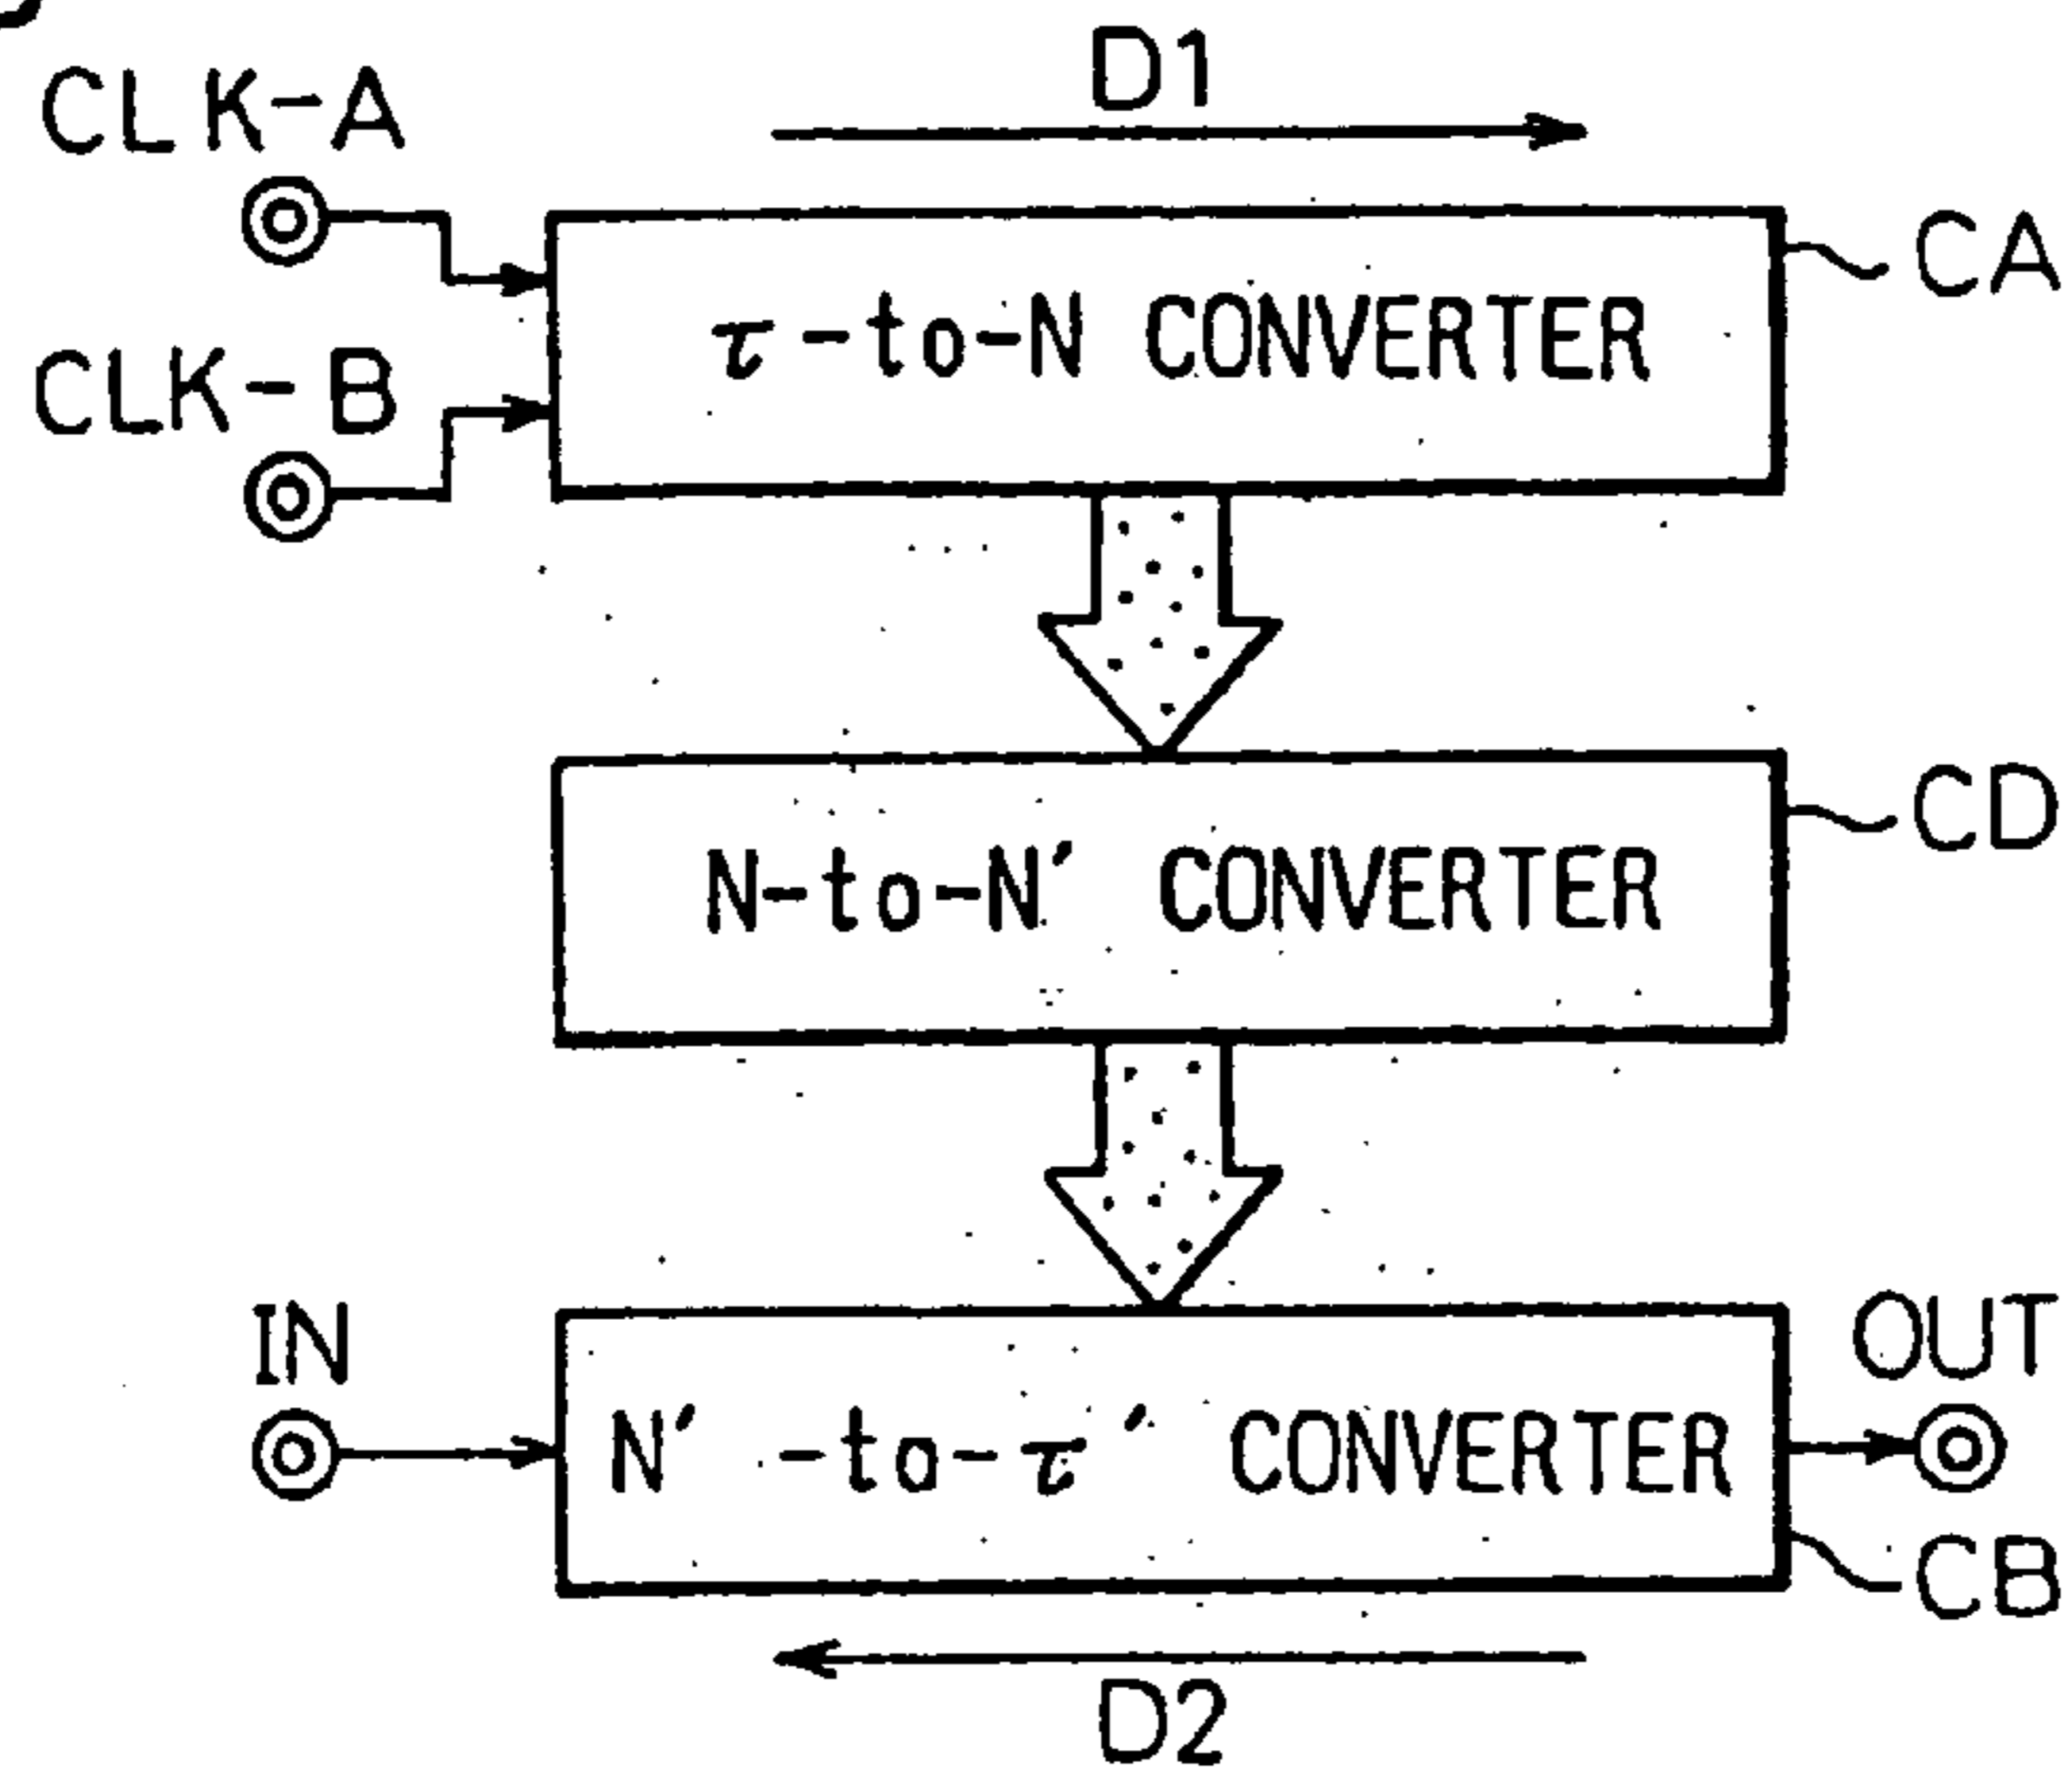 D1
CLK-A
CA
τ-to-N CONVERTER
CLK-B
CD
N-to-N′ CONVERTER
IN
OUT
N′-to-τ′ CONVERTER
CB
D2